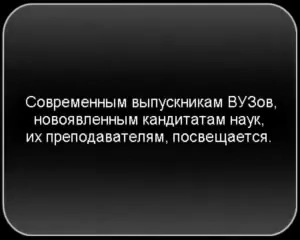 Современным выпускникам ВУЗов,
новоявленным кандитатам наук,
их преподавателям, посвещается.